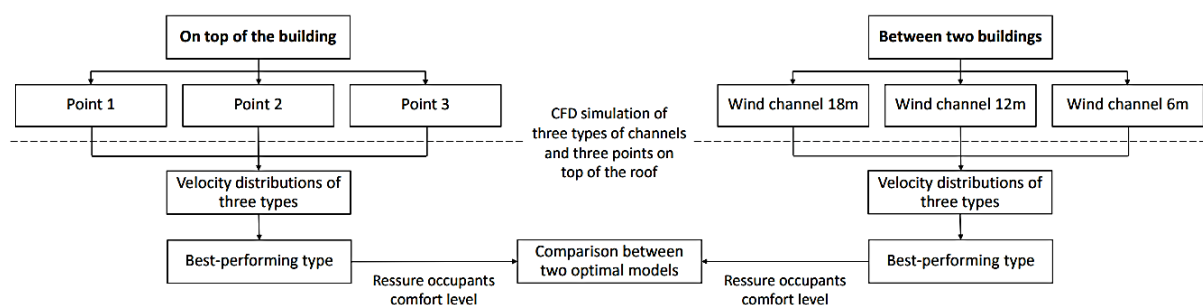 On top of the building
Between two buildings
Point 1
Point 2
Point 3
Wind channel 18m
Wind channel 12m
Wind channel 6m
CFD simulation of
three types of channels
and three points on
top of the roof
Velocity distributions of
three types
Velocity distributions of
three types
Best-performing type
Comparison between
two optimal models
Best-performing type
Ressure occupants
comfort level
Ressure occupants
comfort level